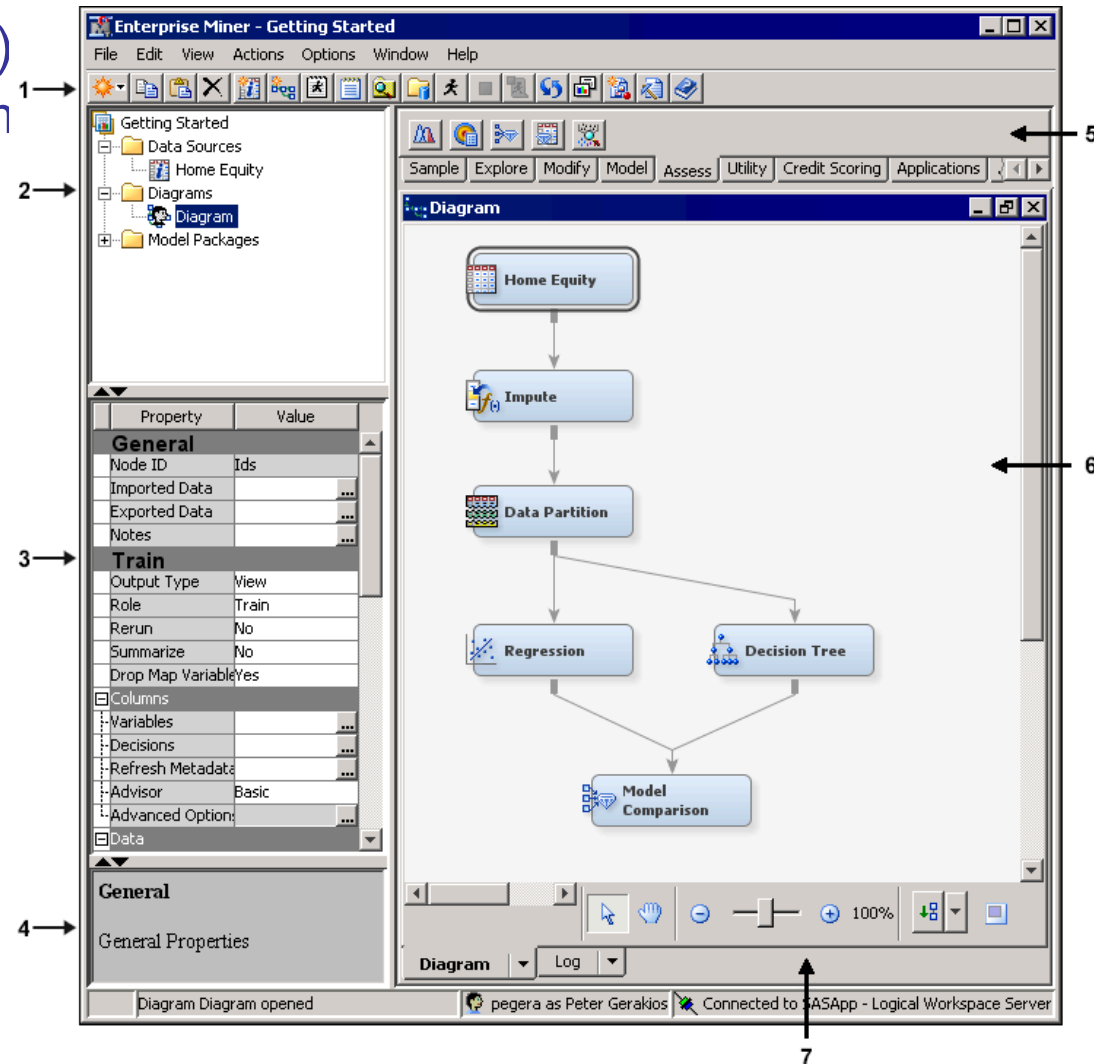 )
n
Enterprise Miner - Getting Started
File Edit View Actions Options Window Help
1
Getting Started
Data Sources
Home Equity
2
Diagrams
Diagram
Model Packages
5
Sample Explore Modify Model Assess Utility Credit Scoring Applications
Diagram
Home Equity
Impute
Data Partition
Regression
Decision Tree
Model
Comparison
6
Property Value
General
Node ID Ids
Imported Data ...
Exported Data ...
Notes ...
3
Train
Output Type View
Role Train
Rerun No
Summarize No
Drop Map Variable Yes
Columns
Variables ...
Decisions ...
Refresh Metadata ...
Advisor Basic
Advanced Options ...
Data
General
4
General Properties
100%
Diagram Log
Diagram Diagram opened pegera as Peter Gerakios Connected to SASApp - Logical Workspace Server
7